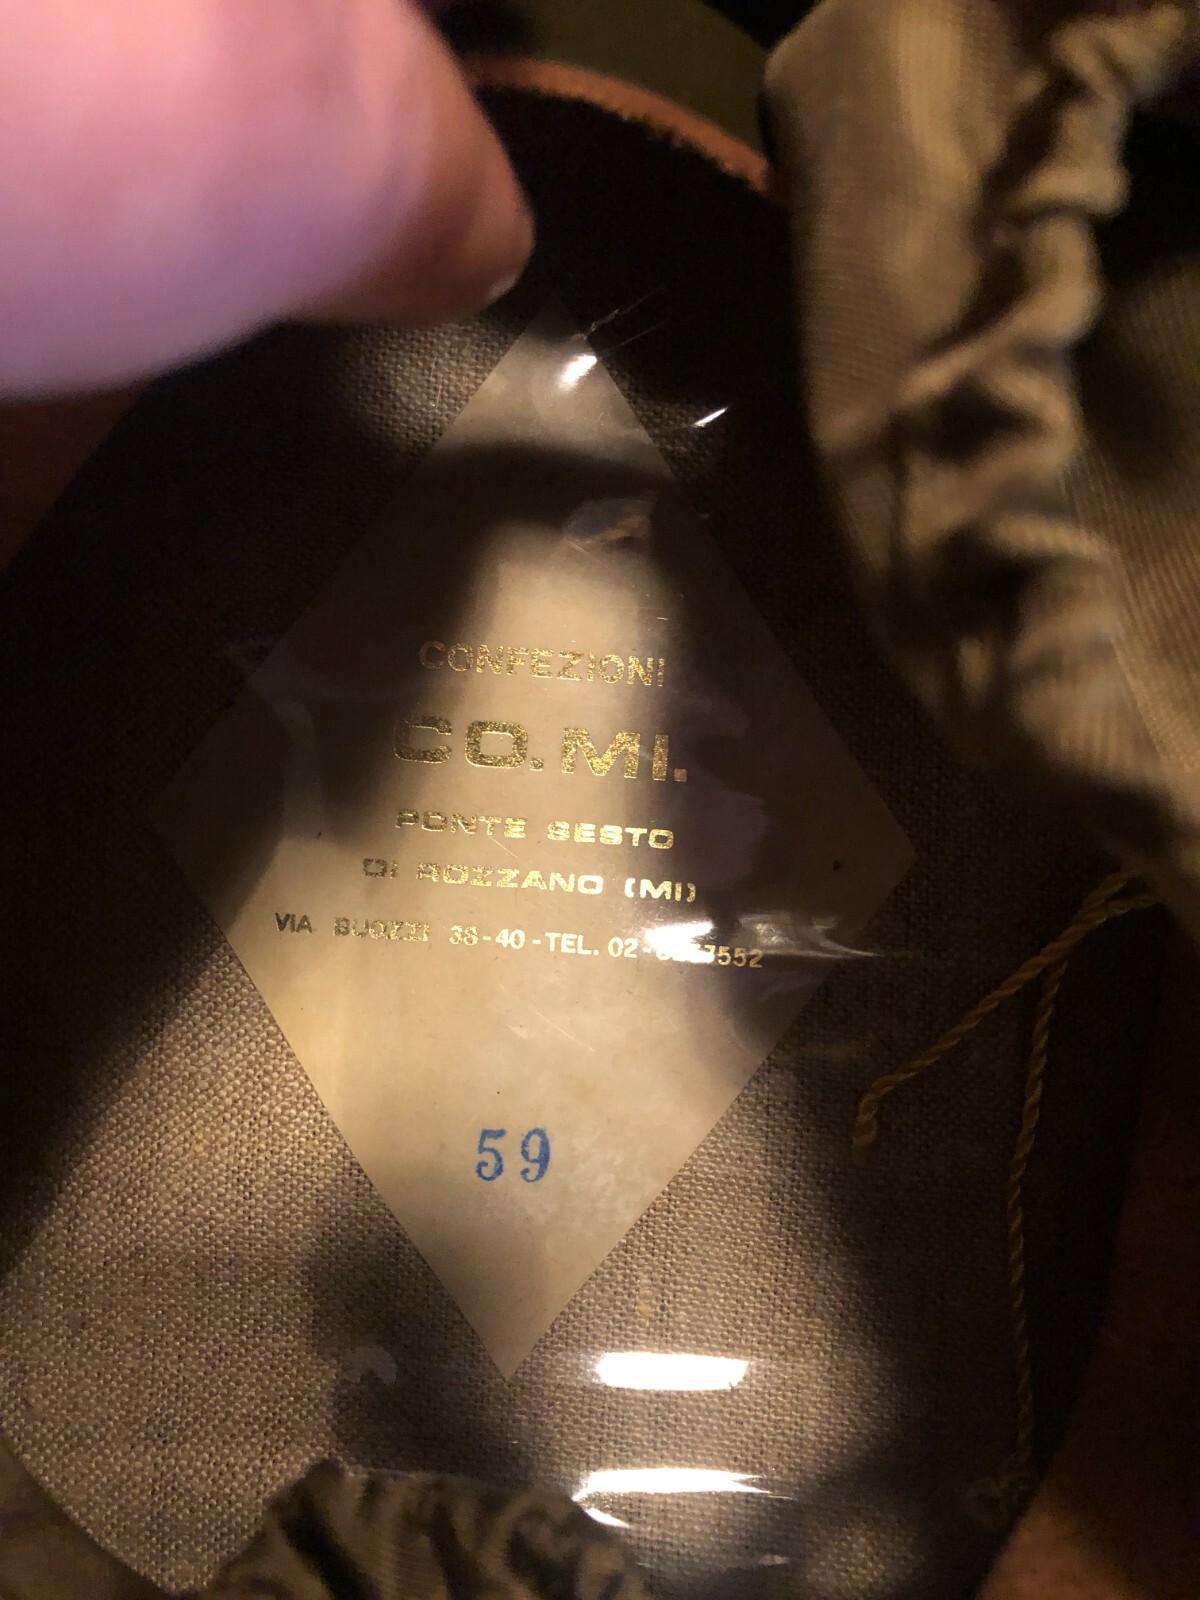 CONFEZIONI
CO.MI.
PONTE SESTO
DI ROZZANO (MI)
VIA BUOZZI 38-40-TEL. 02-
59